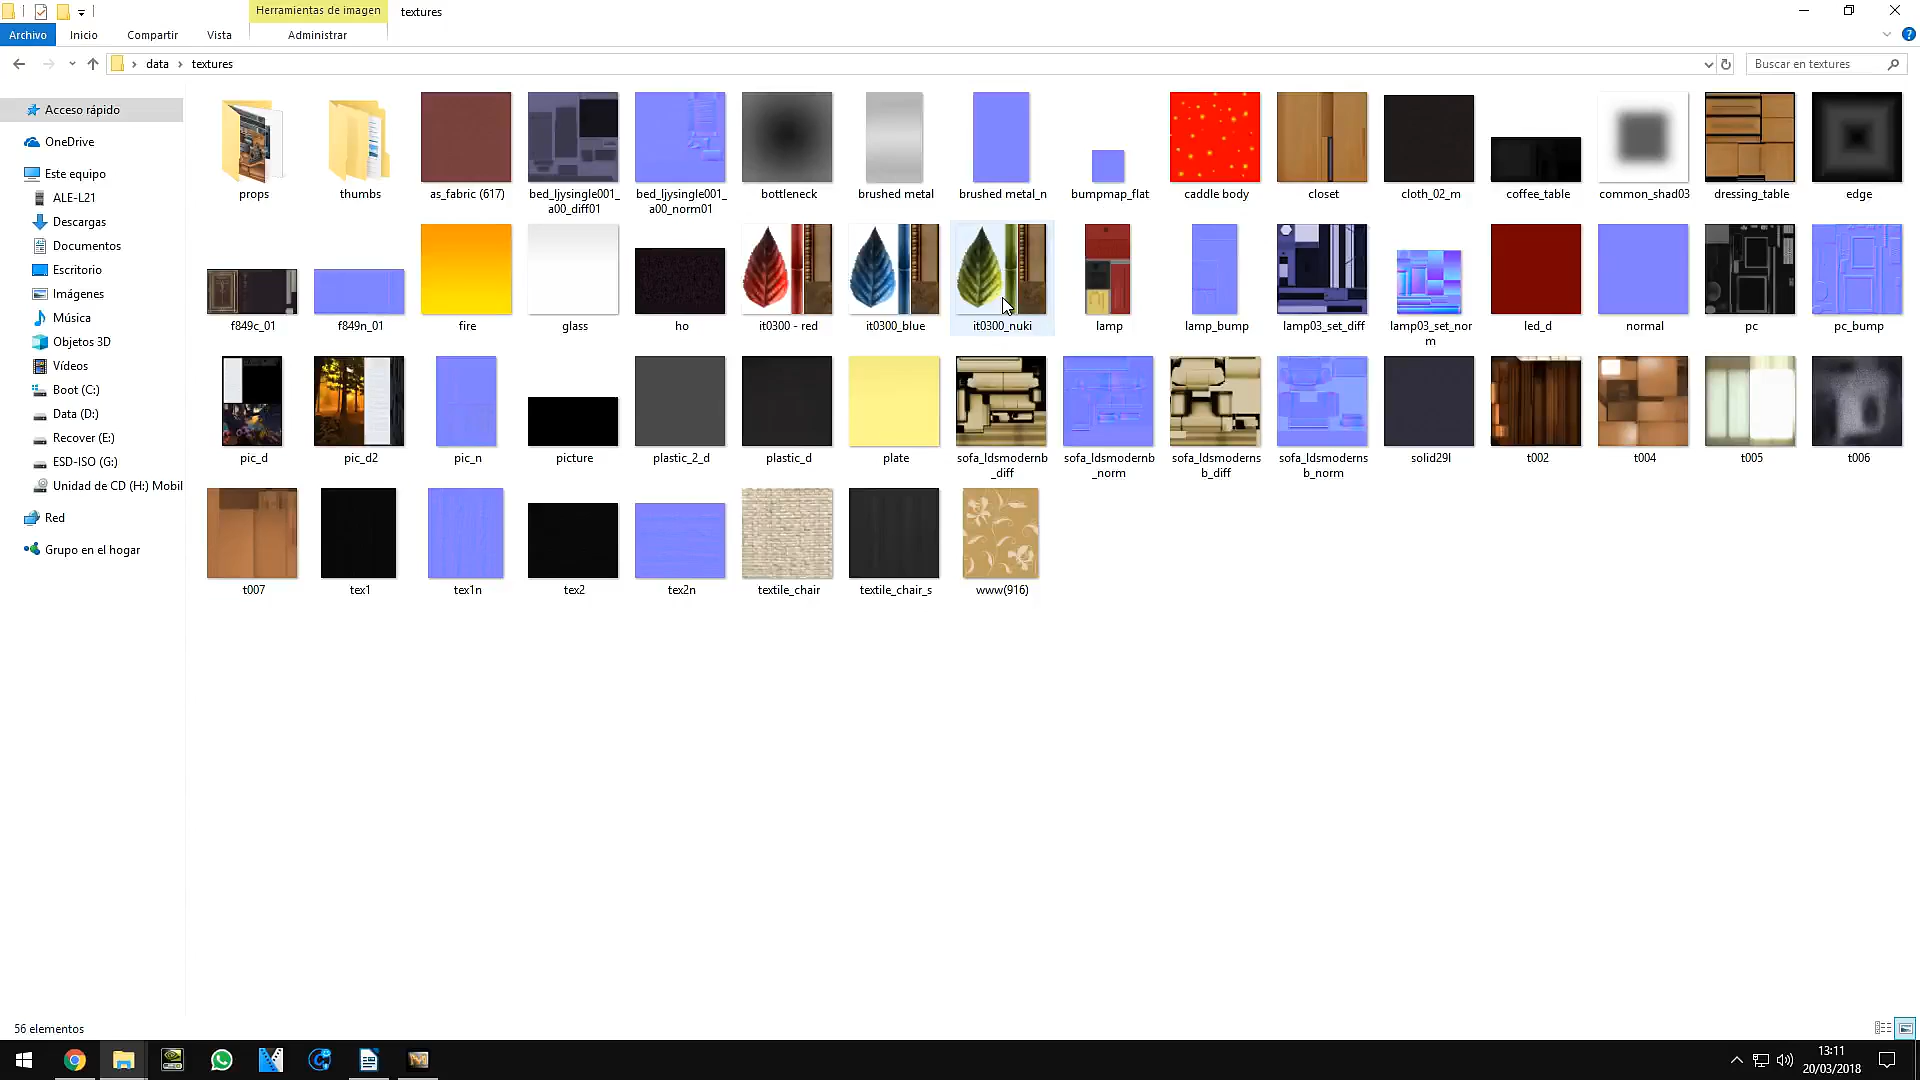 Herramientas de imagen
textures
Archivo
Inicio
Compartir
Vista
Administrar
data
textures
Buscar en textures
Acceso rápido
OneDrive
Este equipo
ALE-L21
Descargas
Documentos
Escritorio
Imágenes
Música
Objetos 3D
Vídeos
Boot (C:)
Data (D:)
Recover (E:)
ESD-ISO (G:)
Unidad de CD (H:) Mobil
Red
Grupo en el hogar
props
thumbs
as_fabric (617)
bed_ljysingle001_
a00_diff01
bed_ljysingle001_
a00_norm01
bottleneck
brushed metal
brushed metal_n
bumpmap_flat
caddle body
closet
cloth_02_m
coffee_table
common_shad03
dressing_table
edge
f849c_01
f849n_01
fire
glass
ho
it0300 - red
it0300_blue
it0300_nuki
lamp
lamp_bump
lamp03_set_diff
lamp03_set_nor
m
led_d
normal
pc
pc_bump
pic_d
pic_d2
pic_n
picture
plastic_2_d
plastic_d
plate
sofa_ldsmodernb
_diff
sofa_ldsmodernb
_norm
sofa_ldsmoderns
b_diff
sofa_ldsmoderns
b_norm
solid29l
t002
t004
t005
t006
t007
tex1
tex1n
tex2
tex2n
textile_chair
textile_chair_s
www(916)
56 elementos
13:11
20/03/2018